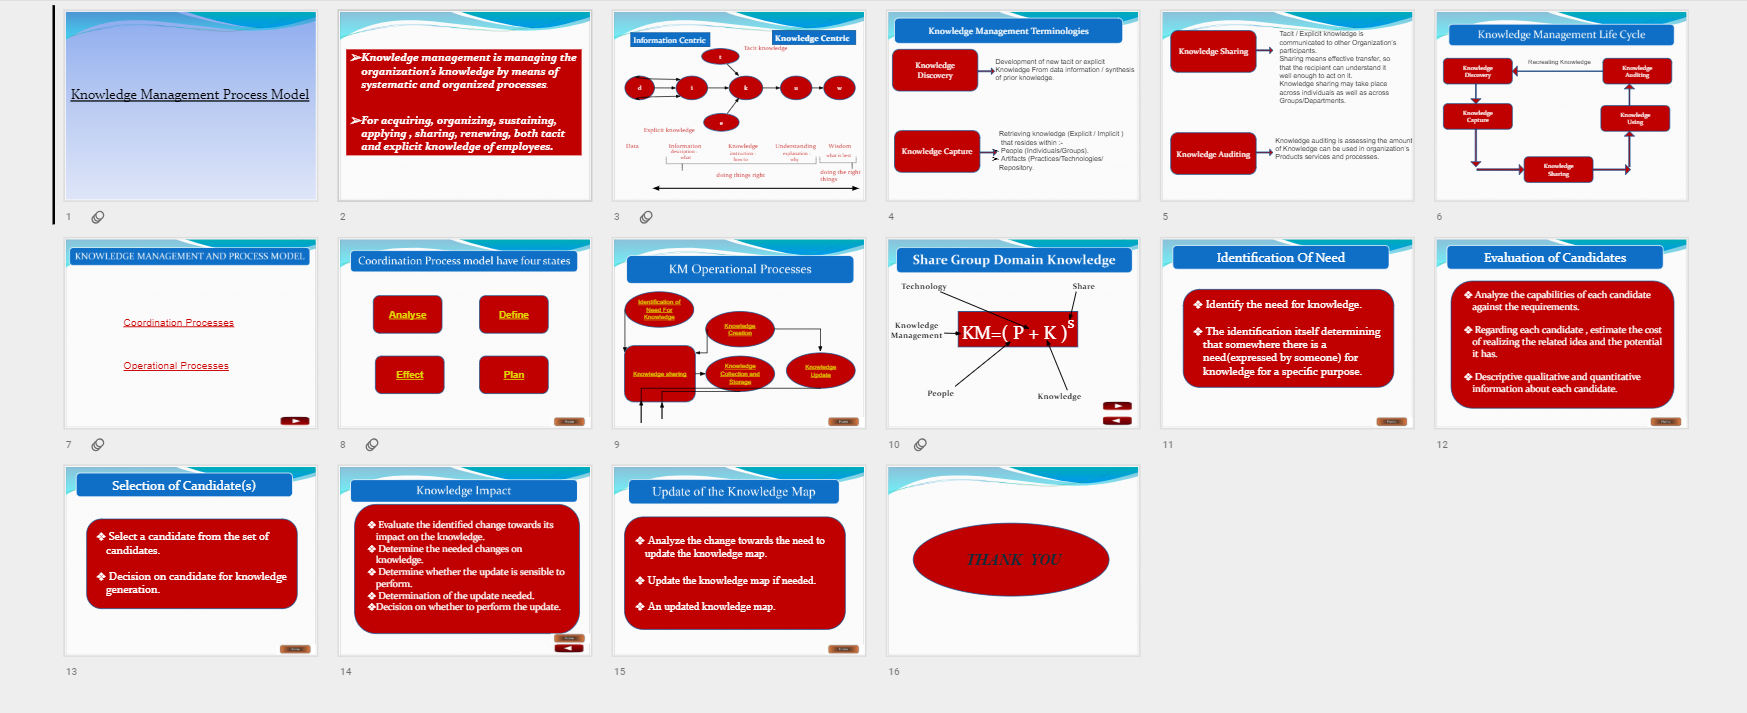 Knowledge Management Process Model
1
➢Knowledge management is managing the
organization's knowledge by means of
systematic and organized processes.
➢For acquiring, organizing, sustaining,
applying , sharing, renewing, both tacit
and explicit knowledge of employees.
2
Information Centric
Knowledge Centric
Tacit knowledge
t
d
i
k
u
w
e
Explicit knowledge
Data
Information
Knowledge
Understanding
Wisdom
description :
what
instruction :
how to
explanation :
why
what is best
doing things right
doing the right
things
3
Knowledge Management Terminologies
Knowledge
Discovery
Development of new tacit or explicit
Knowledge From data information / synthesis
of prior knowledge.
Knowledge Capture
Retrieving knowledge (Explicit / Implicit )
that resides within :-
➢ People (Individuals/Groups).
➢ Artifacts (Practices/Technologies/
Repository.
4
Knowledge Sharing
Tacit / Explicit knowledge is
communicated to other Organization's
participants.
Sharing means effective transfer, so
that the recipient can understand it
well enough to act on it.
Knowledge sharing may take place
across individuals as well as across
Groups/Departments.
Knowledge Auditing
Knowledge auditing is assessing the amount
of Knowledge can be used in organization's
Products services and processes.
5
Knowledge Management Life Cycle
Knowledge
Discovery
Recreating Knowledge
Knowledge
Auditing
Knowledge
Capture
Knowledge
Using
Knowledge
Sharing
6
KNOWLEDGE MANAGEMENT AND PROCESS MODEL
Coordination Processes
Operational Processes
7
Coordination Process model have four states
Analyse
Define
Effect
Plan
8
KM Operational Processes
Identification of
Need For
Knowledge
Knowledge
Creation
Knowledge sharing
Knowledge
Collection and
Storage
Knowledge
Update
9
Share Group Domain Knowledge
Technology
Share
Knowledge
Management
KM=( P + K )S
People
Knowledge
10
Identification Of Need
❖ Identify the need for knowledge.
❖ The identification itself determining
that somewhere there is a
need(expressed by someone) for
knowledge for a specific purpose.
11
Evaluation of Candidates
❖ Analyze the capabilities of each candidate
against the requirements.
❖ Regarding each candidate , estimate the cost
of realizing the related idea and the potential
it has.
❖ Descriptive qualitative and quantitative
information about each candidate.
12
Selection of Candidate(s)
❖ Select a candidate from the set of
candidates.
❖ Decision on candidate for knowledge
generation.
13
Knowledge Impact
❖ Evaluate the identified change towards its
impact on the knowledge.
❖ Determine the needed changes on
knowledge.
❖ Determine whether the update is sensible to
perform.
❖ Determination of the update needed.
❖Decision on whether to perform the update.
14
Update of the Knowledge Map
❖ Analyze the change towards the need to
update the knowledge map.
❖ Update the knowledge map if needed.
❖ An updated knowledge map.
15
THANK YOU
16